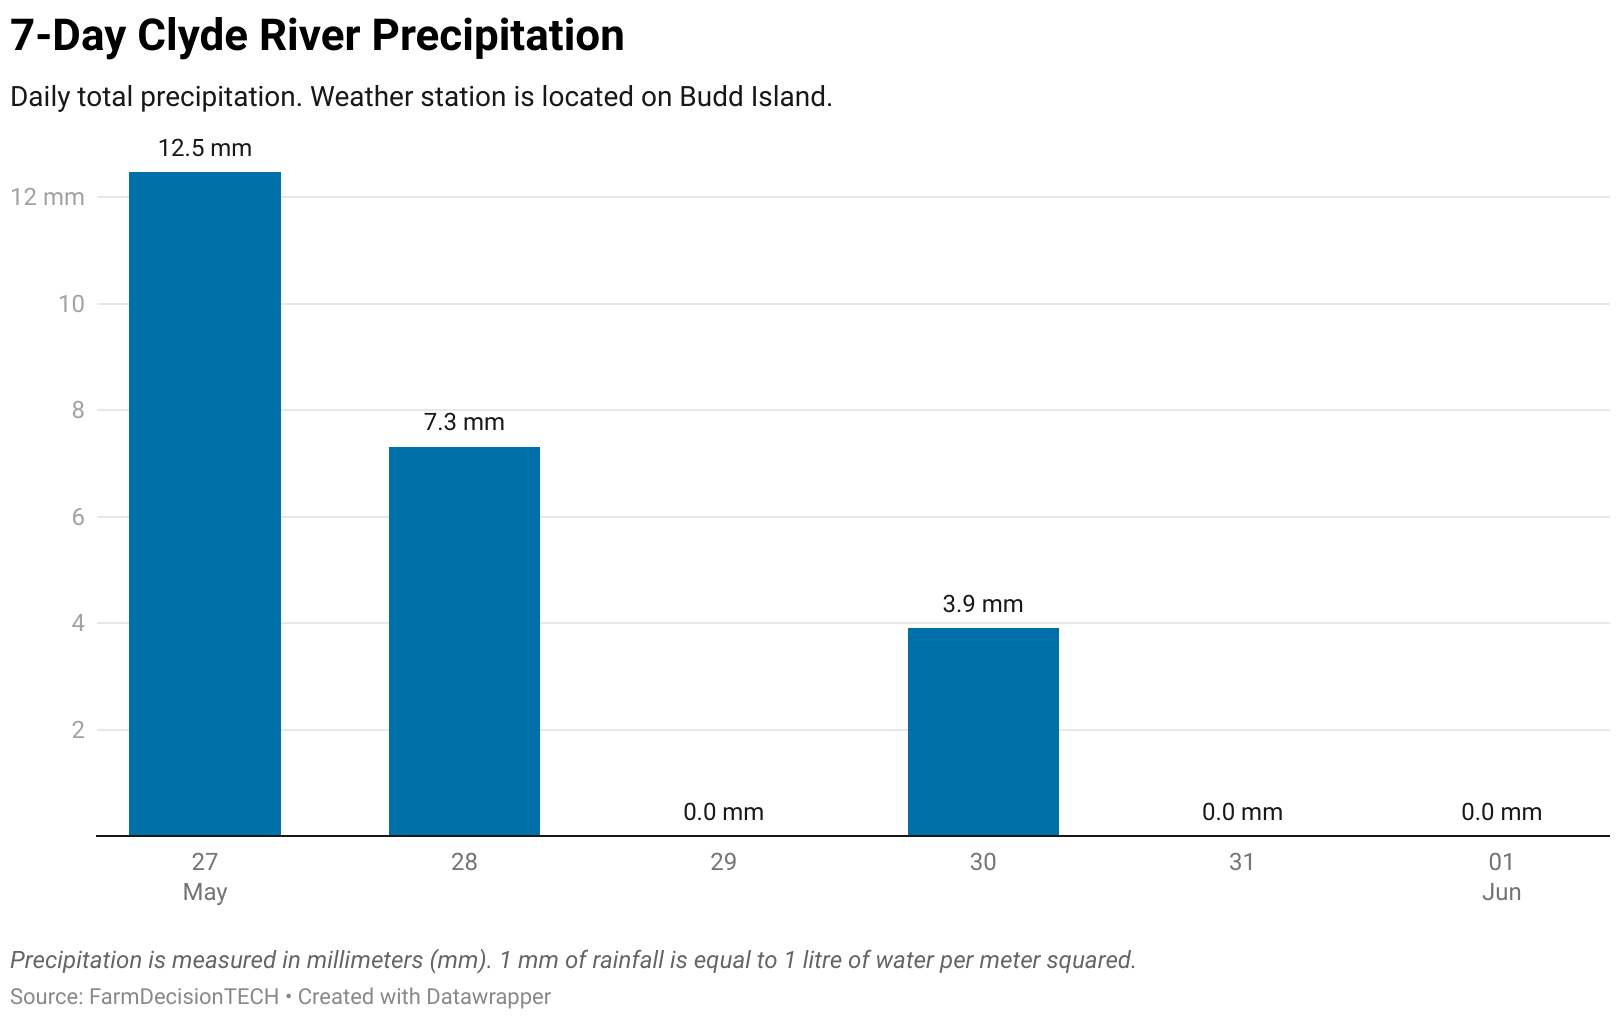 7-Day Clyde River Precipitation
Daily total precipitation. Weather station is located on Budd Island.
12.5 mm
12 mm
10
8
7.3 mm
6
3.9 mm
4
2
0.0 mm
0.0 mm
0.0 mm
27
28
29
30
31
01
May
Jun
Precipitation is measured in millimeters (mm). 1 mm of rainfall is equal to 1 litre of water per meter squared.
Source: FarmDecisionTECH • Created with Datawrapper